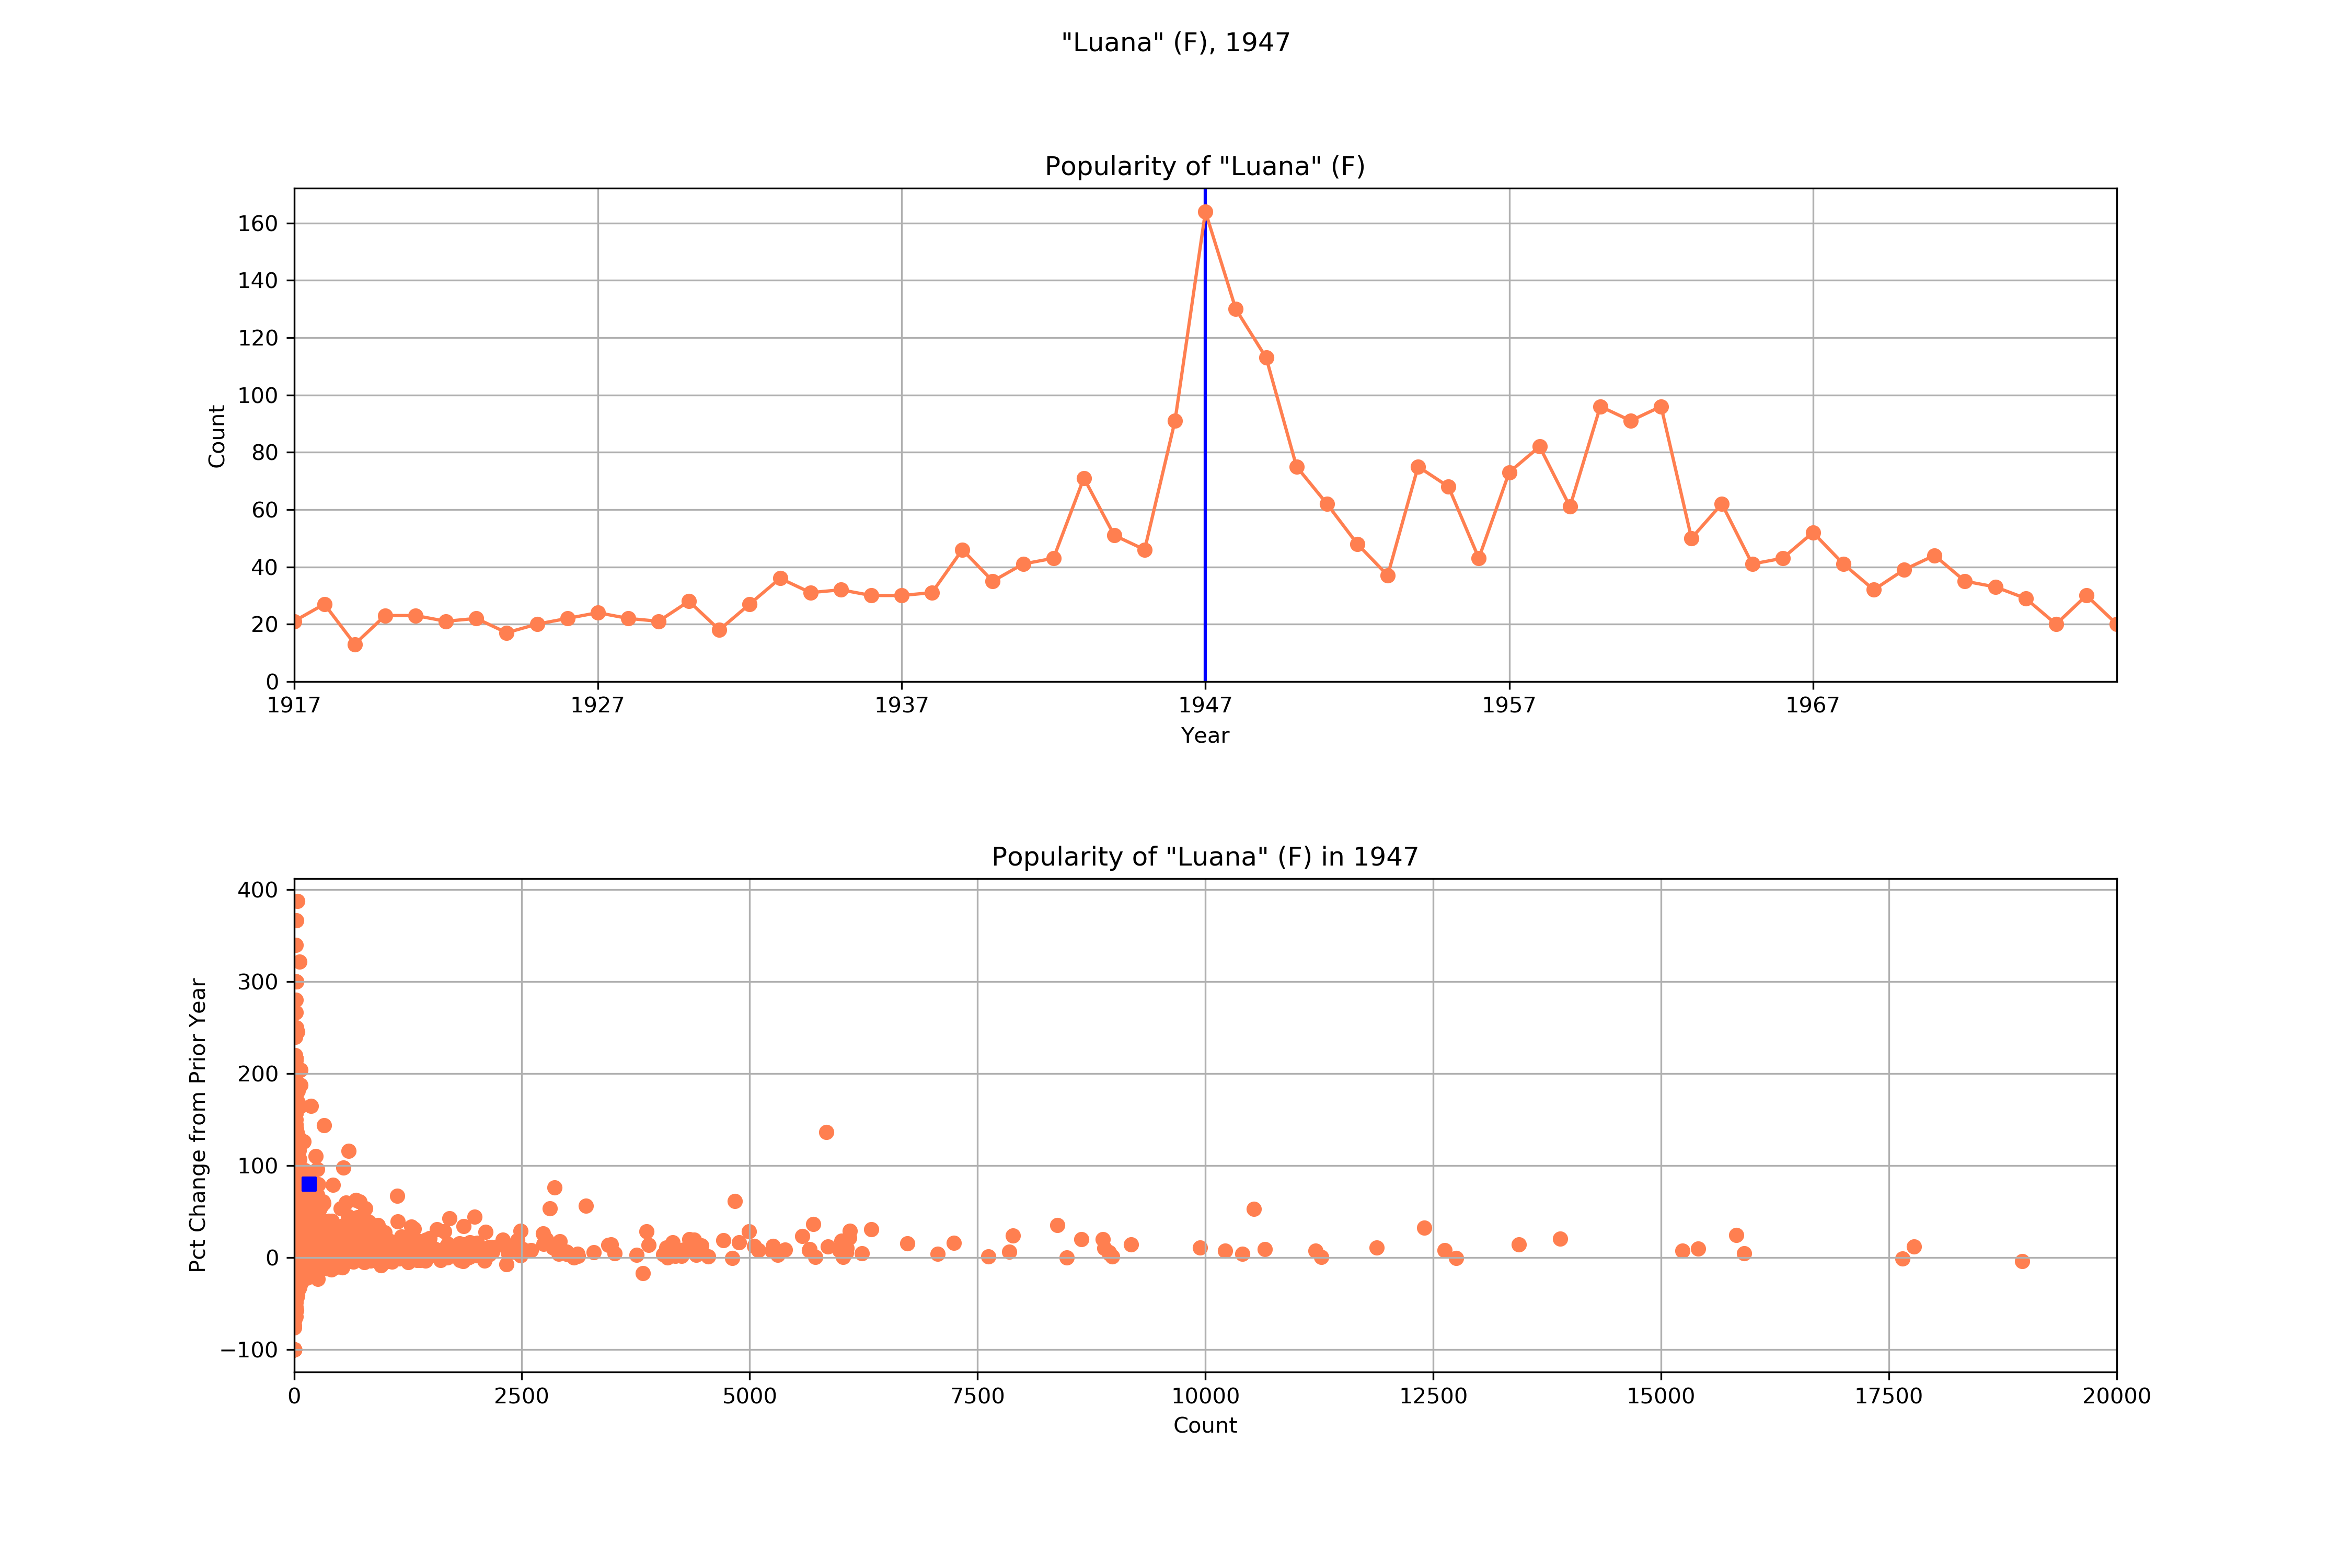 "Luana" (F), 1947
Popularity of "Luana" (F)
160
140
120
100
80
60
40
20
0
Count
1917 1927 1937 1947 1957 1967
Year
Popularity of "Luana" (F) in 1947
400
300
200
100
0
−100
Pct Change from Prior Year
0 2500 5000 7500 10000 12500 15000 17500 20000
Count